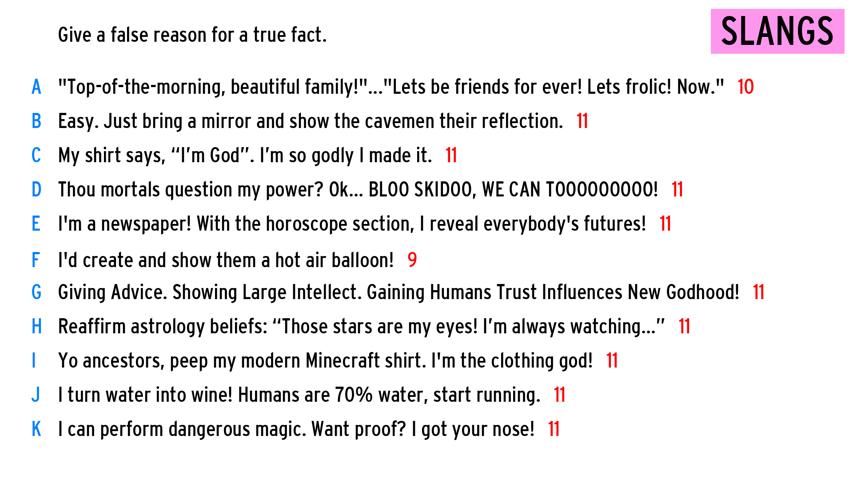 Give a false reason for a true fact.
SLANGS
A "Top-of-the-morning, beautiful family!"..."Lets be friends for ever! Lets frolic! Now." 10
B Easy. Just bring a mirror and show the cavemen their reflection. 11
C My shirt says, “I’m God”. I’m so godly I made it. 11
D Thou mortals question my power? Ok... BLOO SKIDOO, WE CAN TOOOOOOOOO! 11
E I'm a newspaper! With the horoscope section, I reveal everybody's futures! 11
F I'd create and show them a hot air balloon! 9
G Giving Advice. Showing Large Intellect. Gaining Humans Trust Influences New Godhood! 11
H Reaffirm astrology beliefs: “Those stars are my eyes! I’m always watching...” 11
I Yo ancestors, peep my modern Minecraft shirt. I'm the clothing god! 11
J I turn water into wine! Humans are 70% water, start running. 11
K I can perform dangerous magic. Want proof? I got your nose! 11